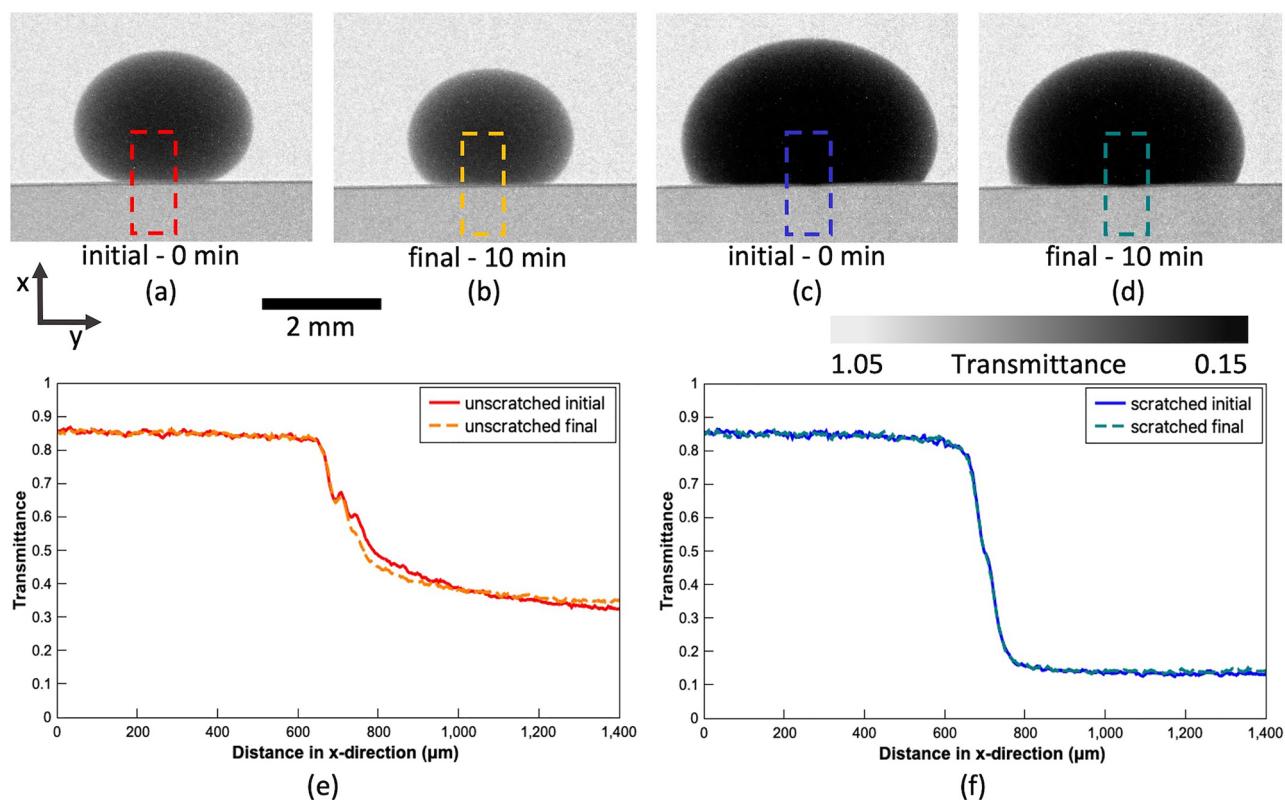 initial - 0 min
final - 10 min
initial - 0 min
final - 10 min
(a)
(b)
(c)
(d)
x
y
2 mm
1.05 Transmittance 0.15
1
0.9
0.8
0.7
0.6
0.5
0.4
0.3
0.2
0.1
0
Transmittance
unscratched initial
unscratched final
0 200 400 600 800 1,000 1,200 1,400
Distance in x-direction (µm)
(e)
1
0.9
0.8
0.7
0.6
0.5
0.4
0.3
0.2
0.1
0
Transmittance
scratched initial
scratched final
0 200 400 600 800 1,000 1,200 1,400
Distance in x-direction (µm)
(f)